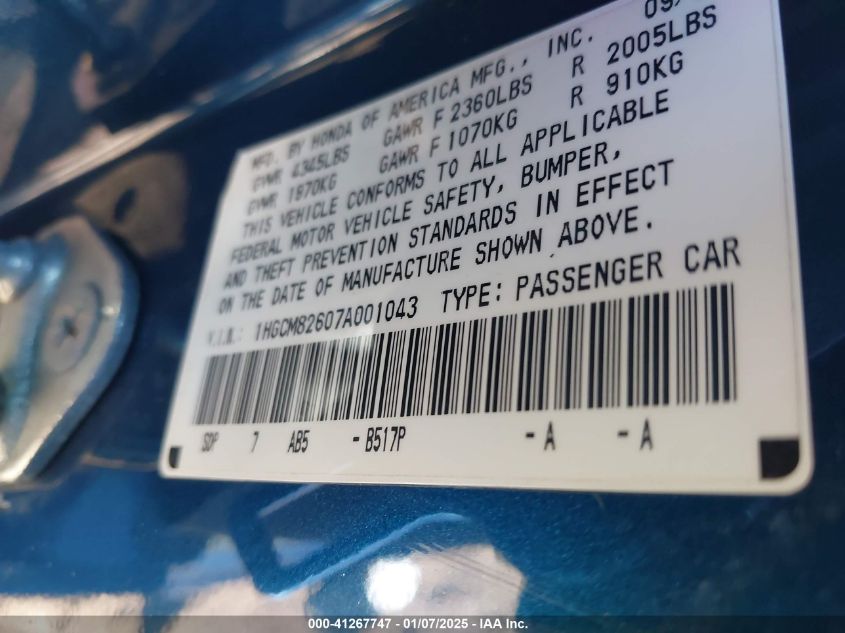 MFD. BY HONDA OF AMERICA MFG., INC. 09
GVWR 4345LBS GAWR F 2360LBS R 2005LBS
GVWR 1970KG GAWR F 1070KG R 910KG
THIS VEHICLE CONFORMS TO ALL APPLICABLE
FEDERAL MOTOR VEHICLE SAFETY, BUMPER,
AND THEFT PREVENTION STANDARDS IN EFFECT
ON THE DATE OF MANUFACTURE SHOWN ABOVE.
V.I.N.: 1HGCM82607A001043 TYPE: PASSENGER CAR
SDP 7 AB5 -B517P -A -A
000-41267747 - 01/07/2025 - IAA Inc.